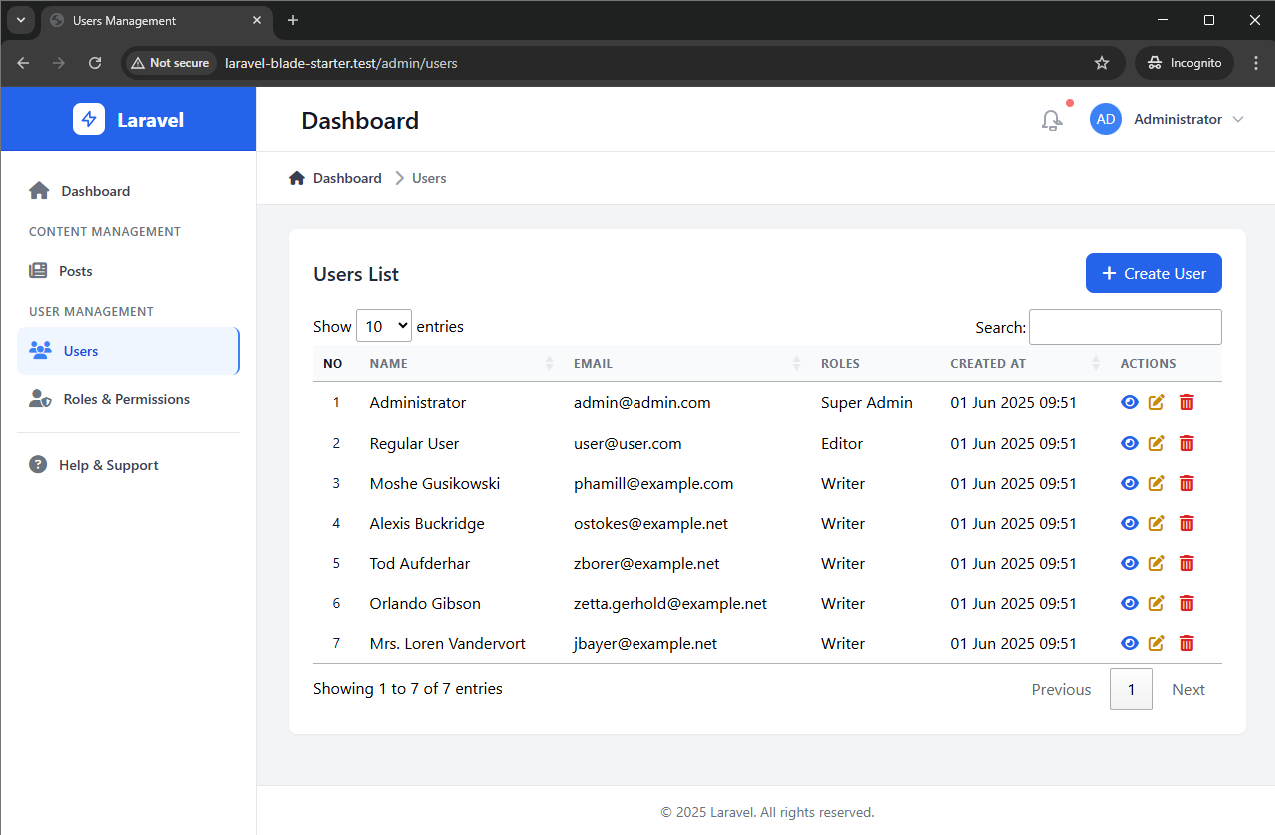 Users Management
Not secure laravel-blade-starter.test/admin/users Incognito
Laravel
Dashboard
AD Administrator
Dashboard
CONTENT MANAGEMENT
Posts
USER MANAGEMENT
Users
Roles & Permissions
Help & Support
Dashboard Users
Users List
Create User
Show 10 entries
Search:
NO NAME EMAIL ROLES CREATED AT ACTIONS
1 Administrator admin@admin.com Super Admin 01 Jun 2025 09:51
2 Regular User user@user.com Editor 01 Jun 2025 09:51
3 Moshe Gusikowski phamill@example.com Writer 01 Jun 2025 09:51
4 Alexis Buckridge ostokes@example.net Writer 01 Jun 2025 09:51
5 Tod Aufderhar zborer@example.net Writer 01 Jun 2025 09:51
6 Orlando Gibson zetta.gerhold@example.net Writer 01 Jun 2025 09:51
7 Mrs. Loren Vandervort jbayer@example.net Writer 01 Jun 2025 09:51
Showing 1 to 7 of 7 entries
Previous 1 Next
© 2025 Laravel. All rights reserved.